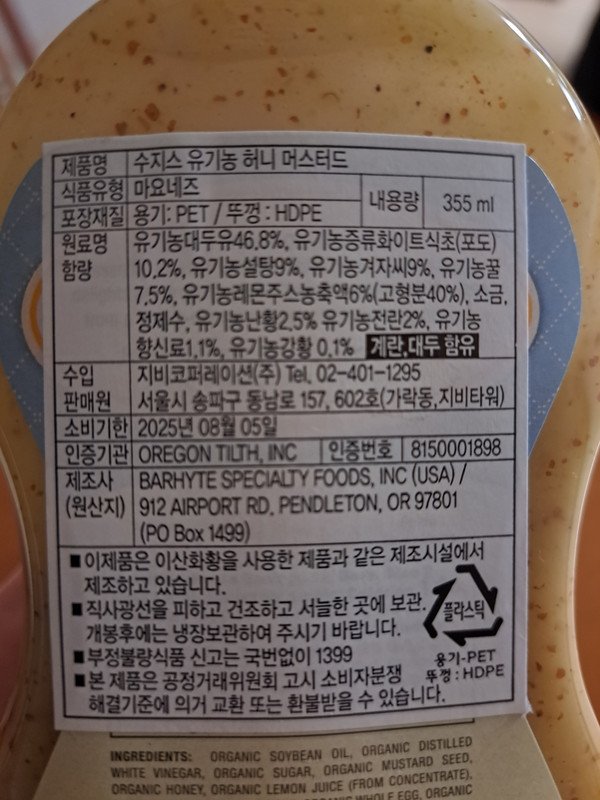 제품명 수지스 유기농 허니 머스터드
식품유형 마요네즈 내용량 355 ml
포장재질 용기: PET / 뚜껑 : HDPE
원료명 유기농대두유46.8%, 유기농증류화이트식초(포도)
함량 10.2%, 유기농설탕9%, 유기농겨자씨9%, 유기농꿀
7.5%, 유기농레몬주스농축액6%(고형분40%), 소금,
정제수, 유기농난황2.5% 유기농전란2%, 유기농
향신료1.1%, 유기농강황 0.1% 계란,대두 함유
수입 지비코퍼레이션(주) Tel. 02-401-1295
판매원 서울시 송파구 동남로 157, 602호(가락동,지비타워)
소비기한 2025년 08월 05일
인증기관 OREGON TILTH, INC 인증번호 8150001898
제조사 BARHYTE SPECIALTY FOODS, INC (USA) /
(원산지) 912 AIRPORT RD, PENDLETON, OR 97801
(PO Box 1499)
■ 이제품은 이산화황을 사용한 제품과 같은 제조시설에서
제조하고 있습니다.
■ 직사광선을 피하고 건조하고 서늘한 곳에 보관.
개봉후에는 냉장보관하여 주시기 바랍니다.
플라스틱
■ 부정불량식품 신고는 국번없이 1399
용기-PET
뚜껑 : HDPE
■ 본 제품은 공정거래위원회 고시 소비자분쟁
해결기준에 의거 교환 또는 환불받을 수 있습니다.
INGREDIENTS: ORGANIC SOYBEAN OIL, ORGANIC DISTILLED
WHITE VINEGAR, ORGANIC SUGAR, ORGANIC MUSTARD SEED,
ORGANIC HONEY, ORGANIC LEMON JUICE (FROM CONCENTRATE),
WHOLE EGG, ORGANIC